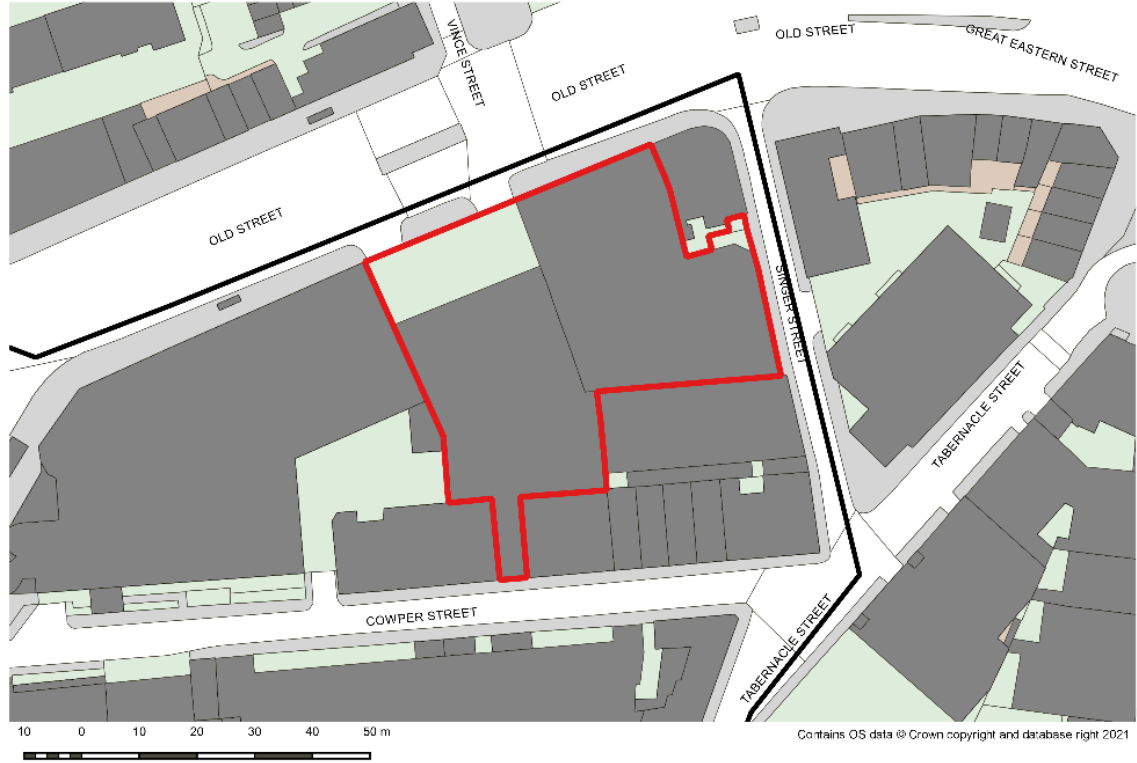 VINCE STREET
OLD STREET
GREAT EASTERN STREET
OLD STREET
OLD STREET
SINGER STREET
TABERNACLE STREET
COWPER STREET
TABERNACLE STREET
10 0 10 20 30 40 50 m
Contains OS data © Crown copyright and database right 2021